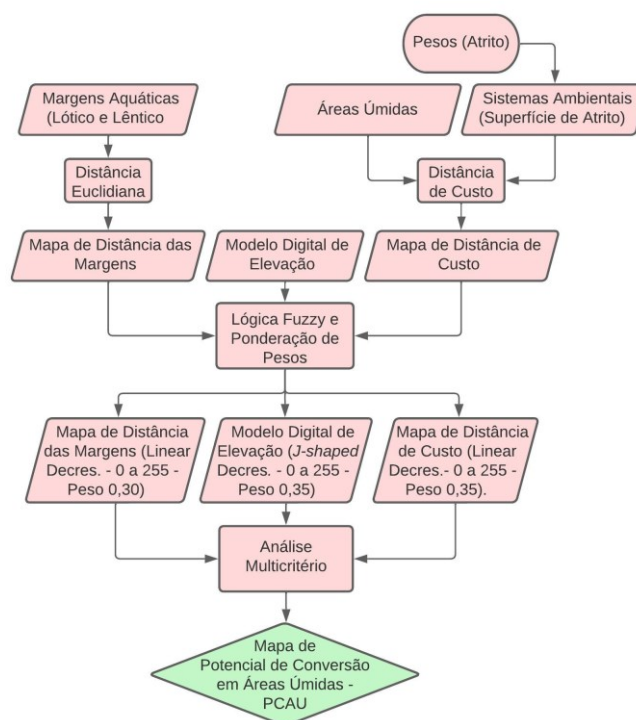 Pesos (Atrito)
Margens Aquáticas
(Lótico e Lêntico
Áreas Úmidas
Sistemas Ambientais
(Superfície de Atrito)
Distância
Euclidiana
Distância
de Custo
Mapa de Distância das
Margens
Modelo Digital de
Elevação
Mapa de Distância de
Custo
Lógica Fuzzy e
Ponderação de
Pesos
Mapa de Distância
das Margens (Linear
Decres. - 0 a 255 -
Peso 0,30)
Modelo Digital de
Elevação (J-shaped
Decres. - 0 a 255 -
Peso 0,35)
Mapa de Distância
de Custo (Linear
Decres.- 0 a 255 -
Peso 0,35).
Análise
Multicritério
Mapa de
Potencial de Conversão
em Áreas Úmidas -
PCAU